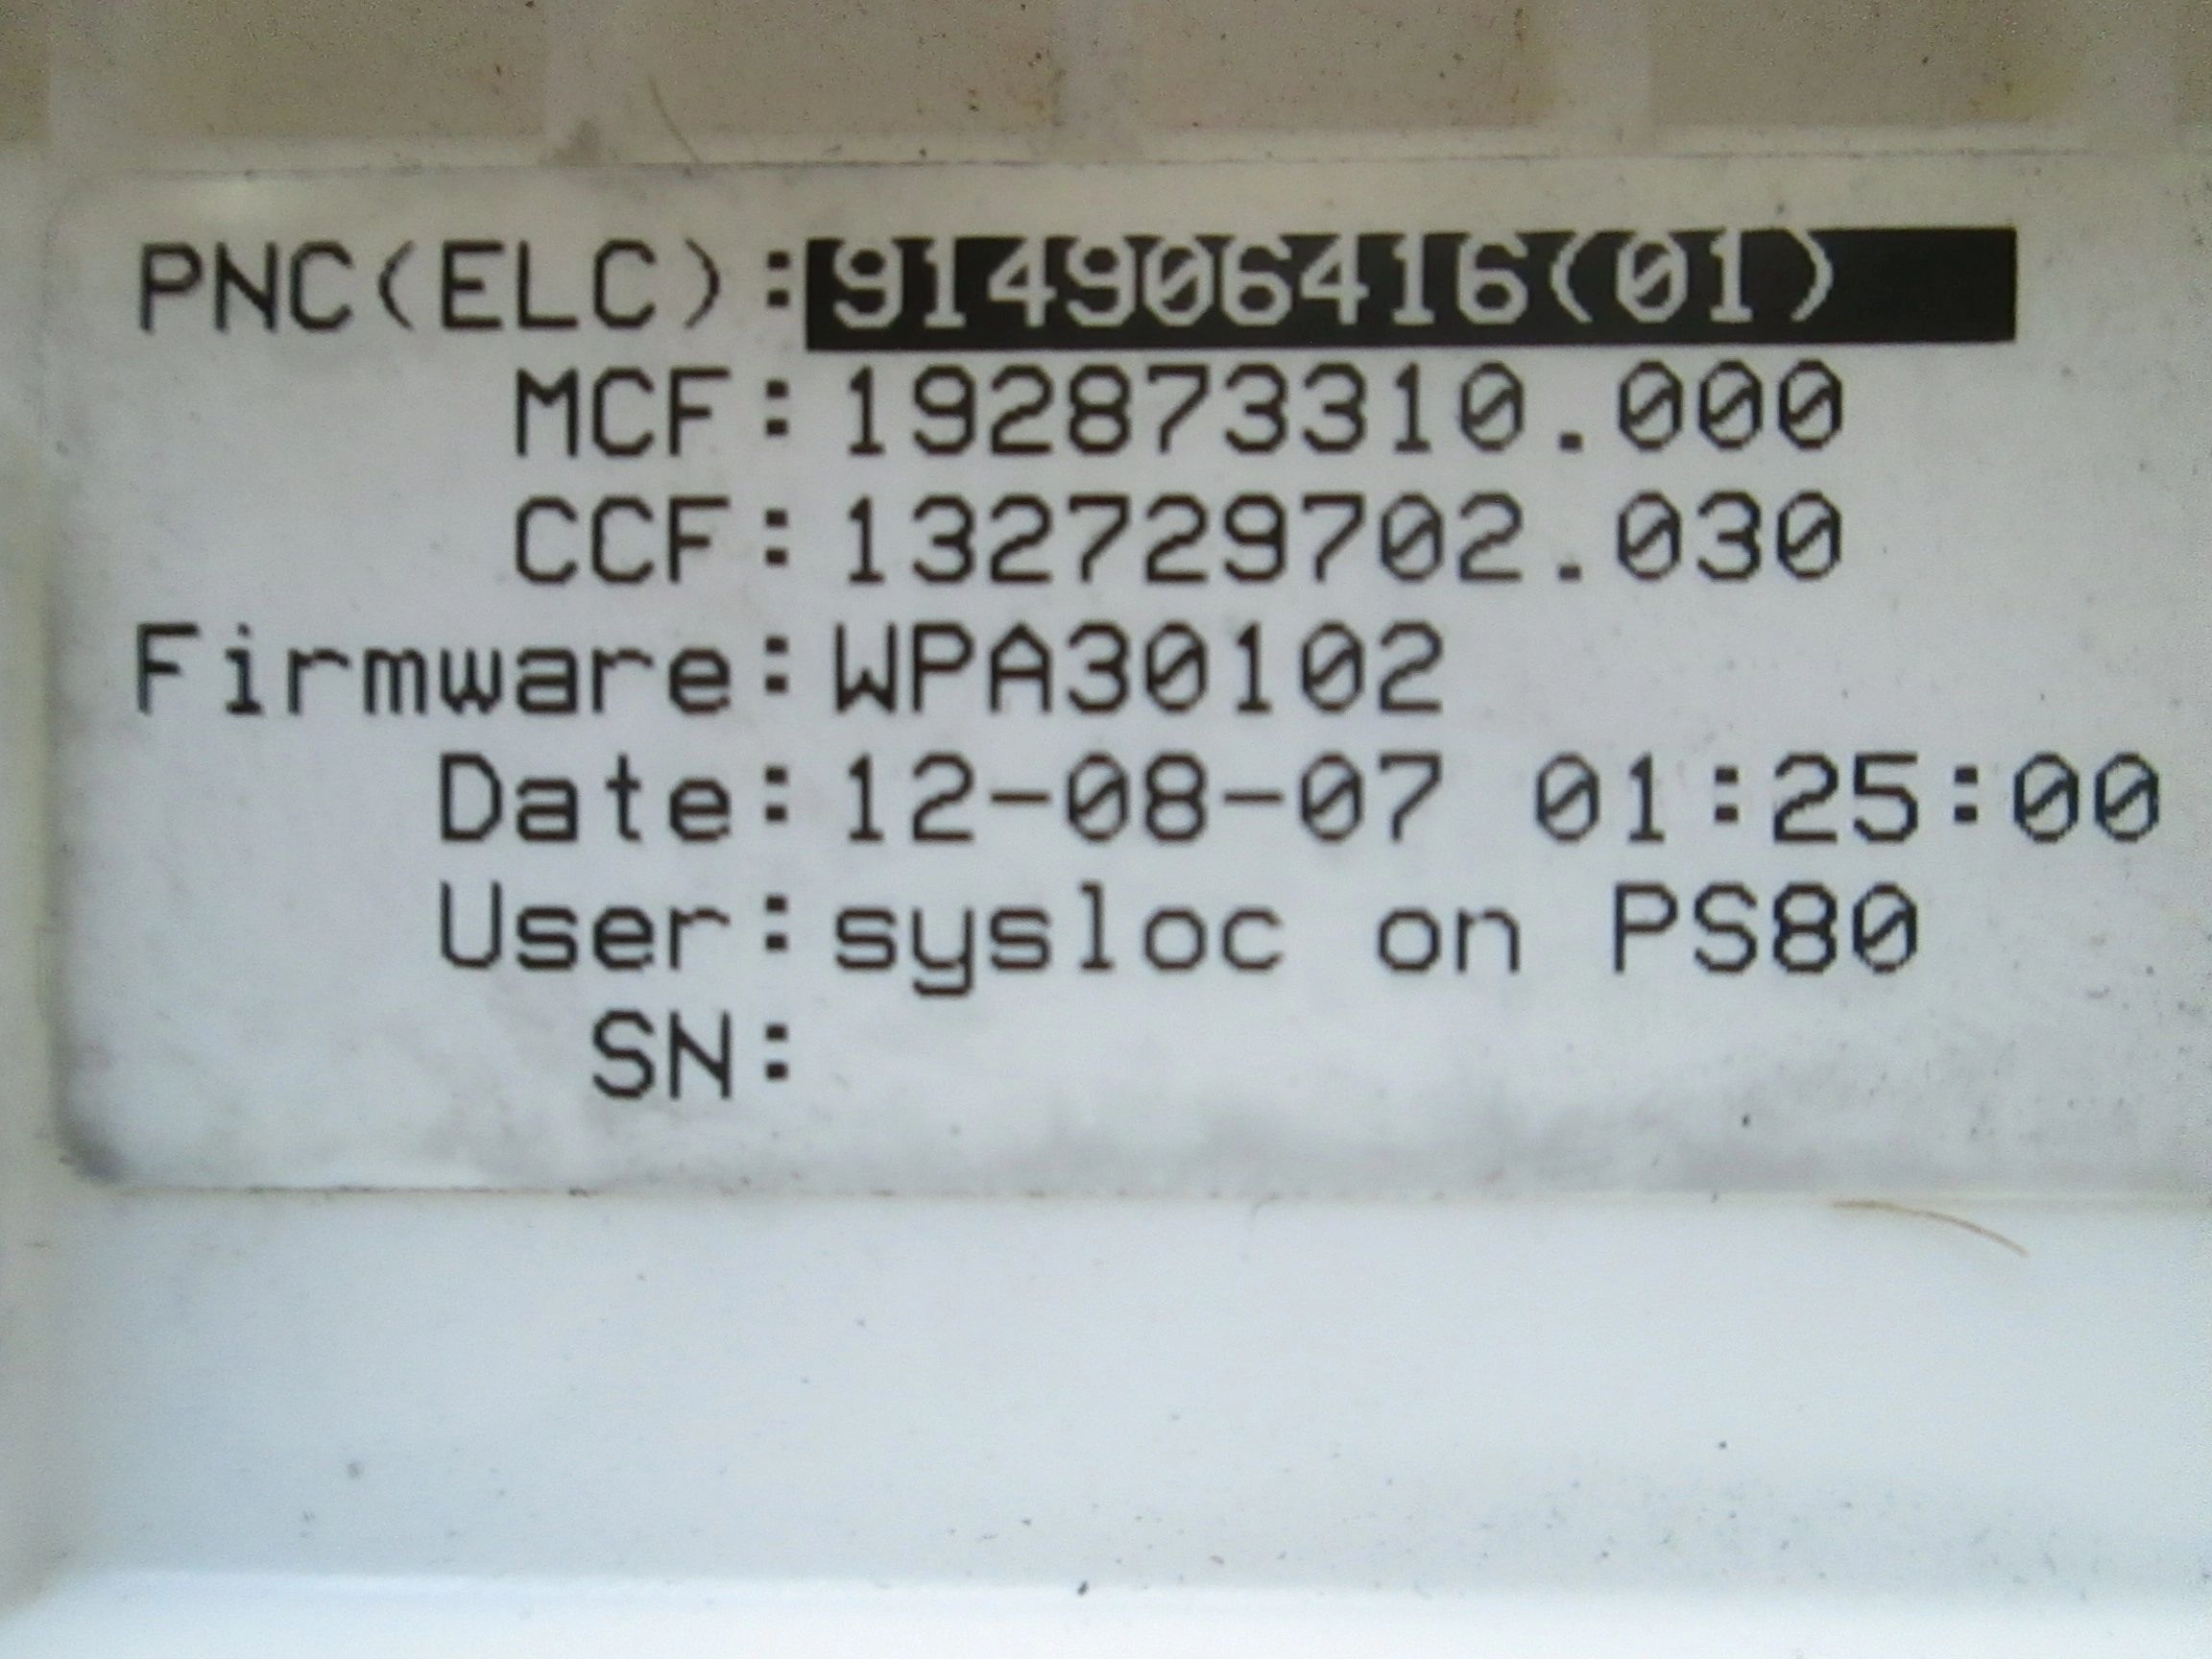 PNC(ELC):914906416(01)
MCF:192873310.000
CCF:132729702.030
Firmware:WPA30102
Date:12-08-07 01:25:00
User:sysloc on PS80
SN: